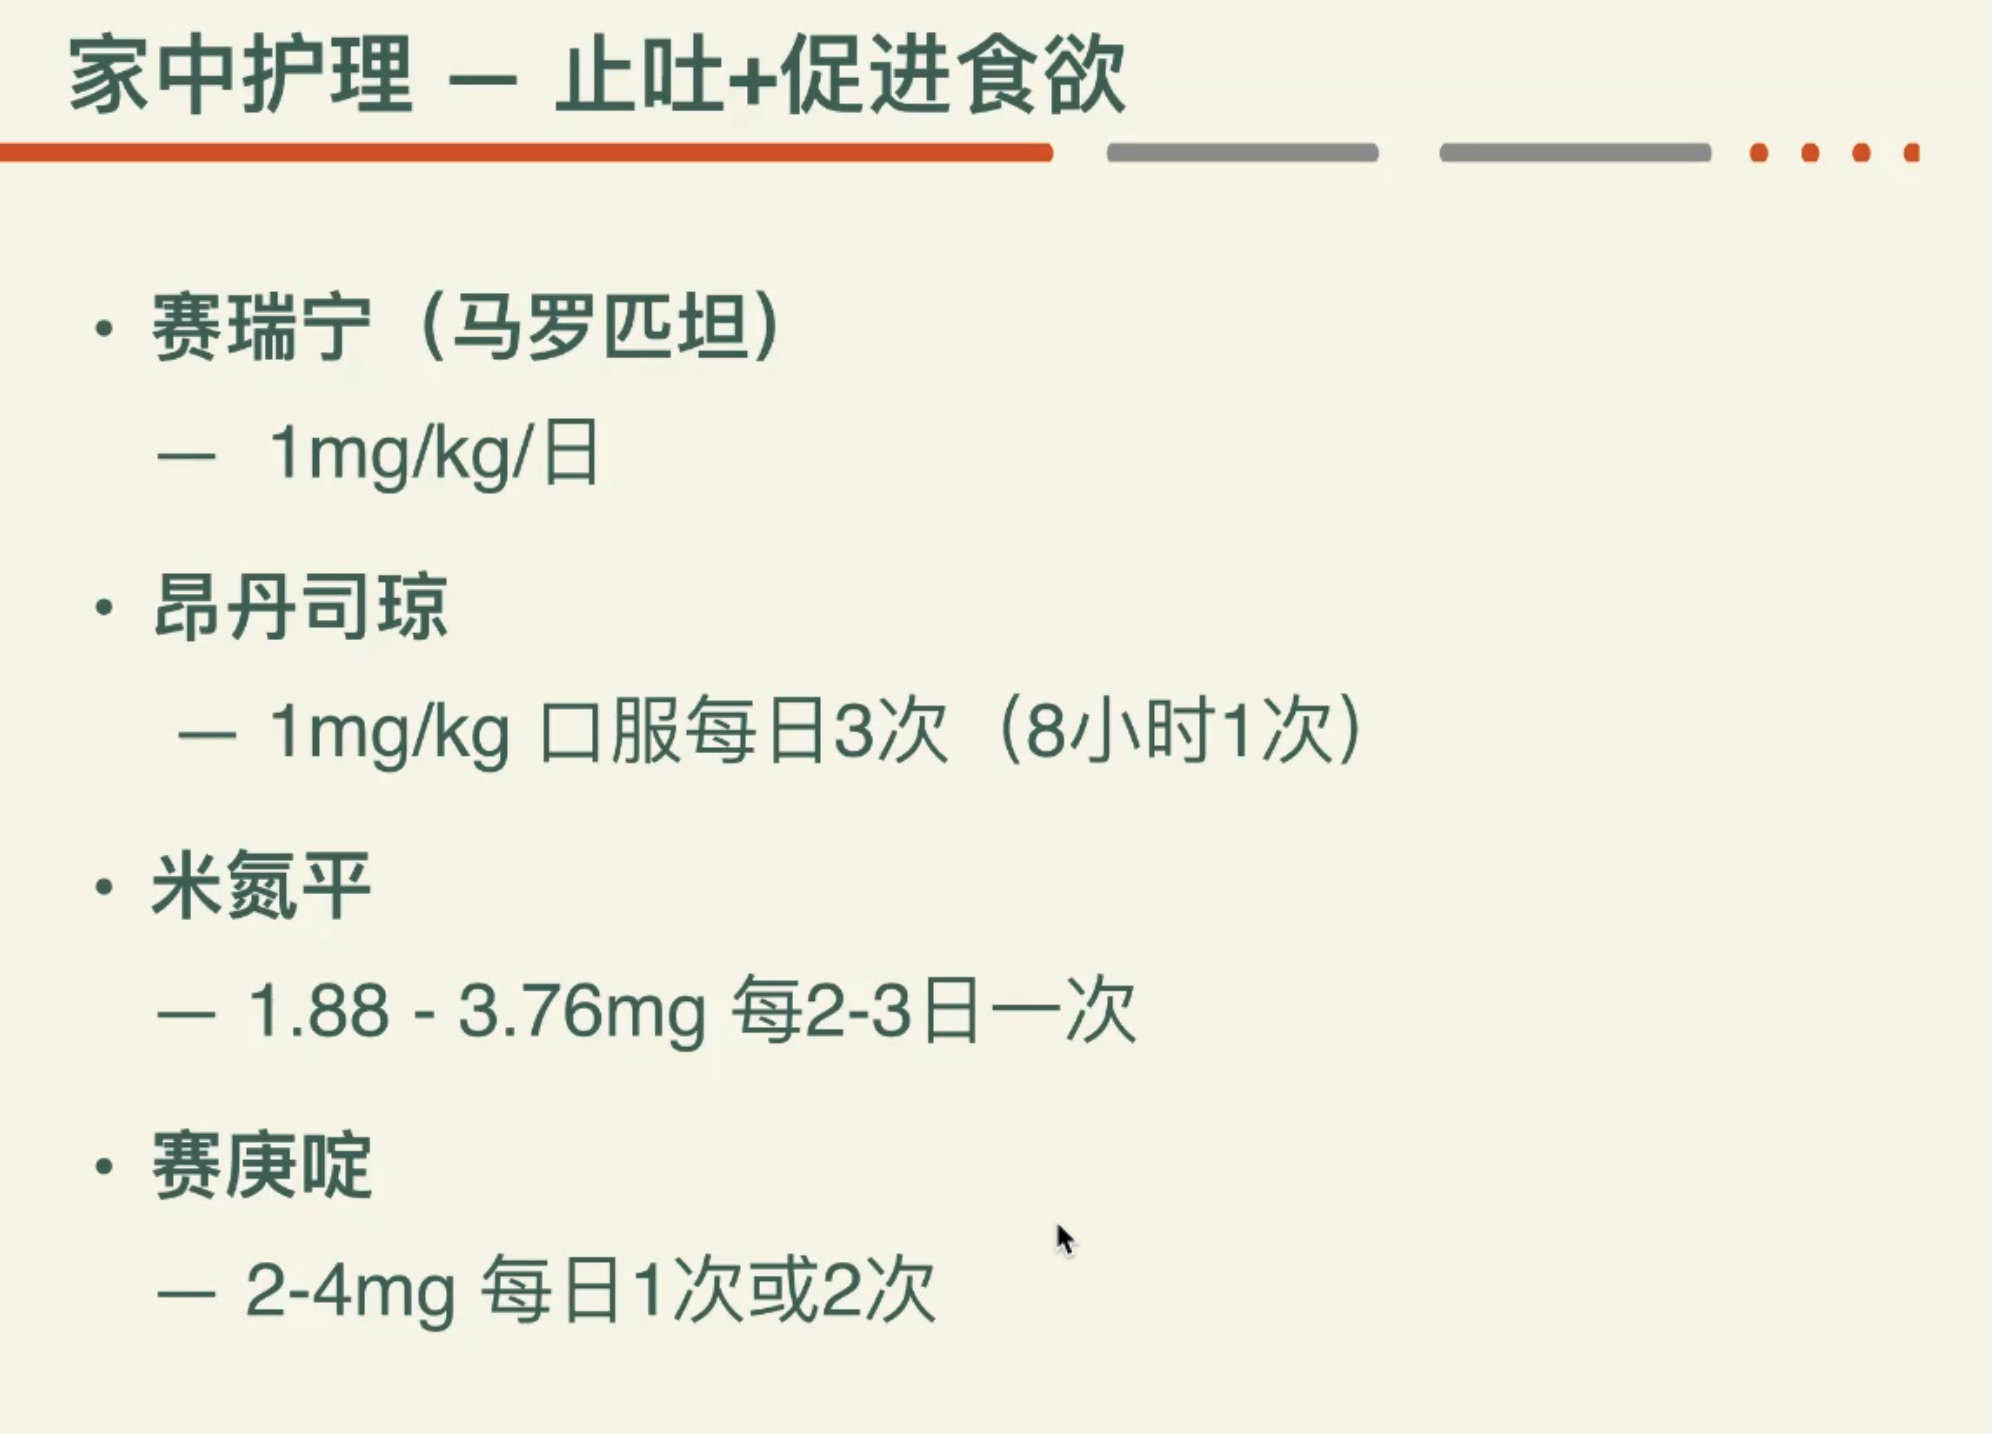 家中护理 — 止吐+促进食欲
• 赛瑞宁（马罗匹坦）
— 1mg/kg/日
• 昂丹司琼
— 1mg/kg 口服每日3次（8小时1次）
• 米氮平
— 1.88 - 3.76mg 每2-3日一次
• 赛庚啶
— 2-4mg 每日1次或2次